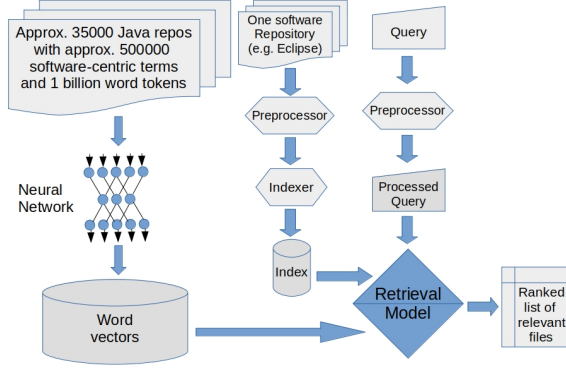 Approx. 35000 Java repos
with approx. 500000
software-centric terms
and 1 billion word tokens
One software
Repository
(e.g. Eclipse)
Query
Preprocessor
Preprocessor
Neural
Network
Indexer
Processed
Query
Index
Retrieval
Model
Ranked
list of
relevant
files
Word
vectors